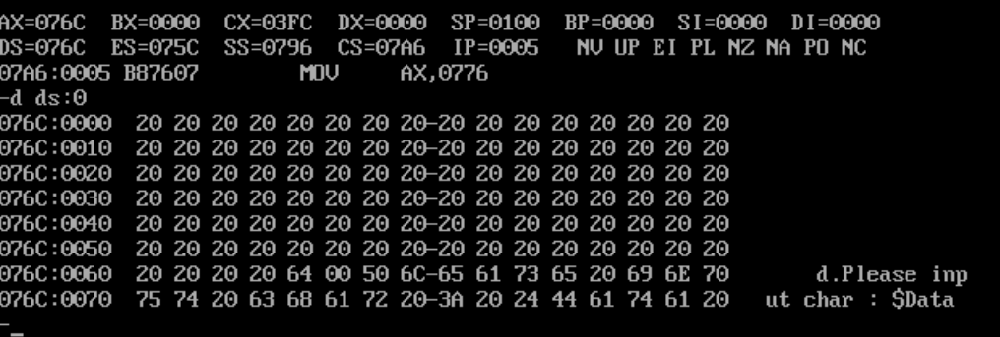 AX=076C BX=0000 CX=03FC DX=0000 SP=0100 BP=0000 SI=0000 DI=0000
DS=076C ES=075C SS=0796 CS=07A6 IP=0005 NV UP EI PL NZ NA PO NC
07A6:0005 B87607 MOV AX,0776
-d ds:0
076C:0000 20 20 20 20 20 20 20 20-20 20 20 20 20 20 20 20
076C:0010 20 20 20 20 20 20 20 20-20 20 20 20 20 20 20 20
076C:0020 20 20 20 20 20 20 20 20-20 20 20 20 20 20 20 20
076C:0030 20 20 20 20 20 20 20 20-20 20 20 20 20 20 20 20
076C:0040 20 20 20 20 20 20 20 20-20 20 20 20 20 20 20 20
076C:0050 20 20 20 20 20 20 20 20-20 20 20 20 20 20 20 20
076C:0060 20 20 20 20 64 00 50 6C-65 61 73 65 20 69 6E 70 d.Please inp
076C:0070 75 74 20 63 68 61 72 20-3A 20 24 44 61 74 61 20 ut char : $Data
-_